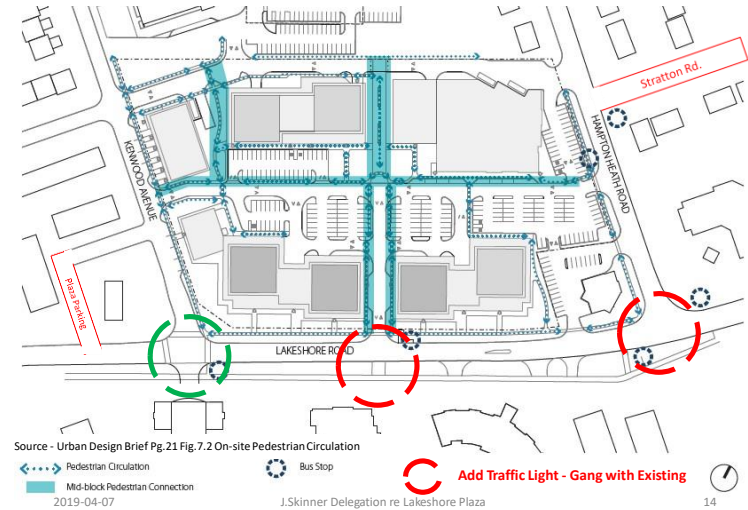 Stratton Rd.
KENWOOD AVENUE
HAMPTON HEATH ROAD
Plaza Parking
LAKESHORE ROAD
Source - Urban Design Brief Pg.21 Fig.7.2 On-site Pedestrian Circulation
Pedestrian Circulation
Bus Stop
Add Traffic Light - Gang with Existing
Mid-block Pedestrian Connection
2019-04-07
J.Skinner Delegation re Lakeshore Plaza
14